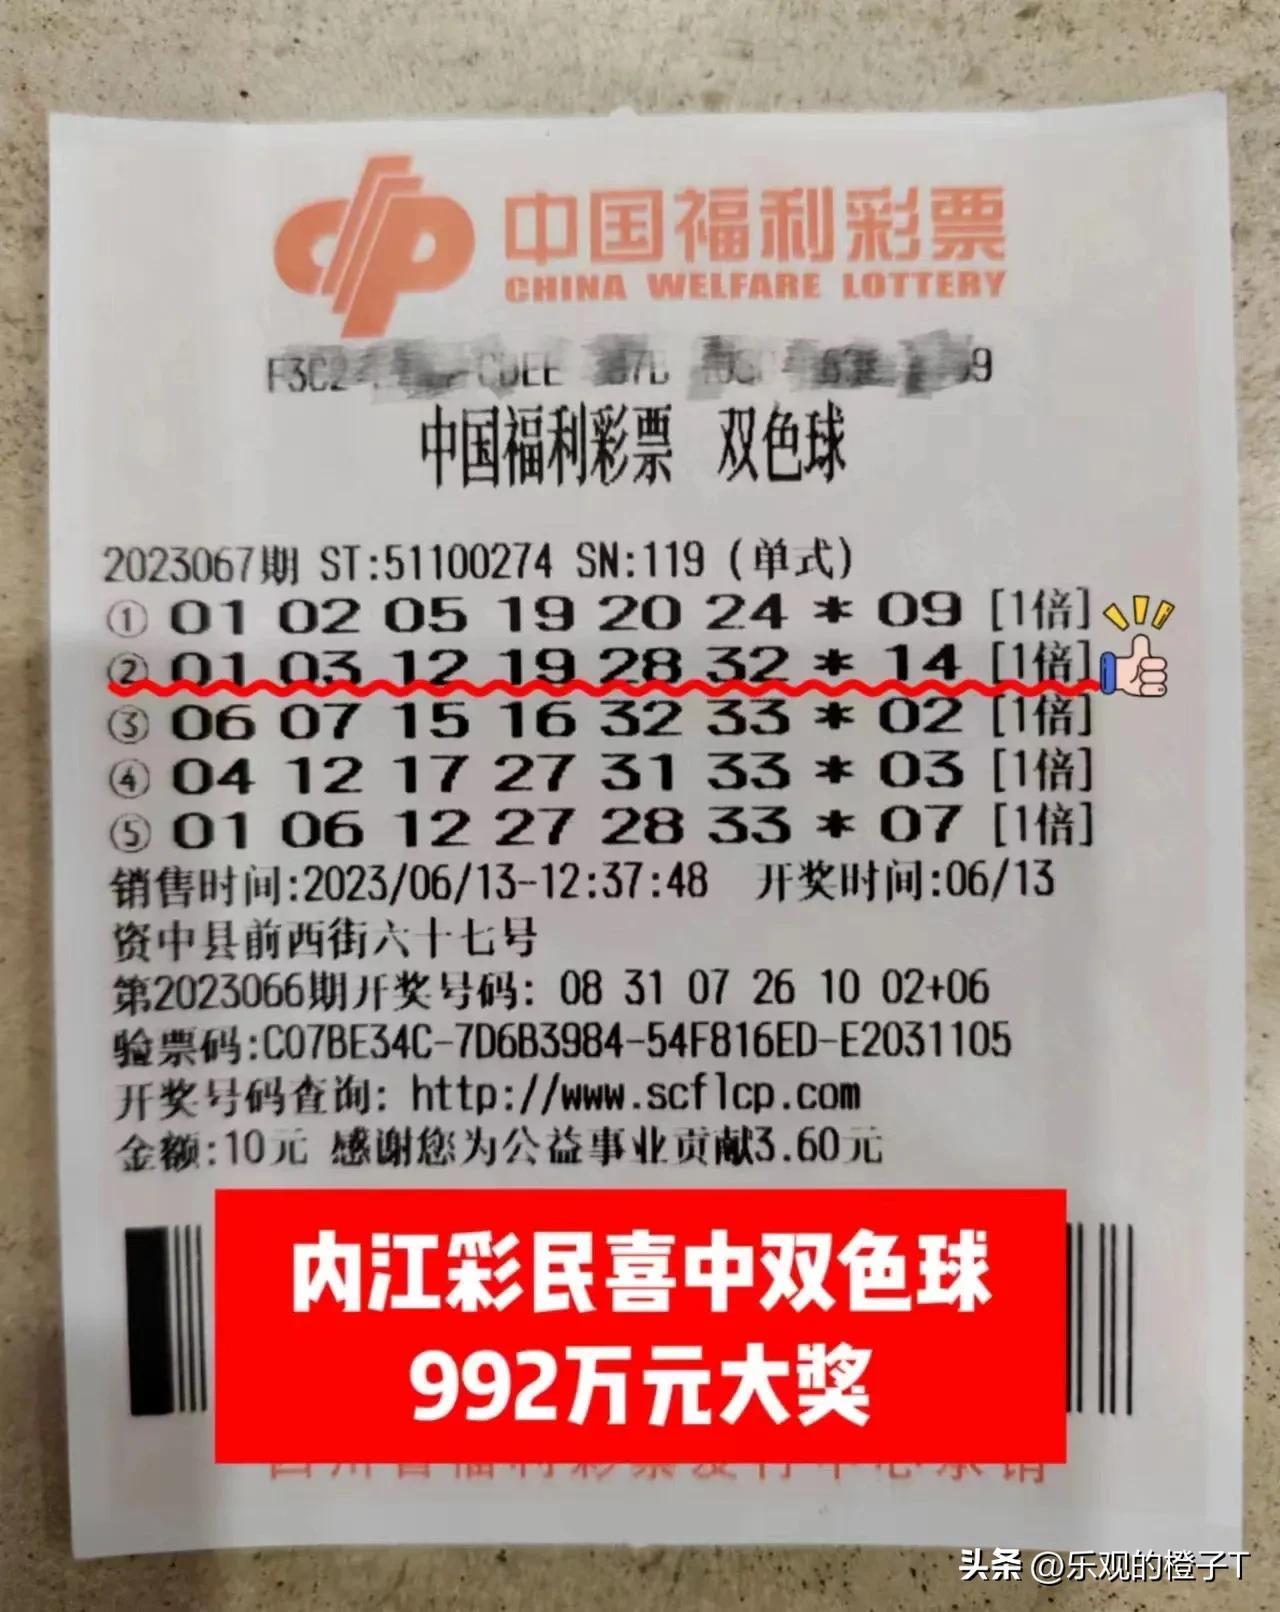 中国福利彩票
CHINA WELFARE LOTTERY
中国福利彩票 双色球
2023067期 ST:51100274 SN:119 (单式)
① 01 02 05 19 20 24 * 09 [1倍]
② 01 03 12 19 28 32 * 14 [1倍]
③ 06 07 15 16 32 33 * 02 [1倍]
④ 04 12 17 27 31 33 * 03 [1倍]
⑤ 01 06 12 27 28 33 * 07 [1倍]
销售时间:2023/06/13-12:37:48 开奖时间:06/13
资中县前西街六十七号
第2023066期开奖号码: 08 31 07 26 10 02+06
验票码:C07BE34C-7D6B3984-54F816ED-E2031105
开奖号码查询: http://www.scflcp.com
金额:10元 感谢您为公益事业贡献3.60元
内江彩民喜中双色球
992万元大奖
头条 @乐观的橙子T